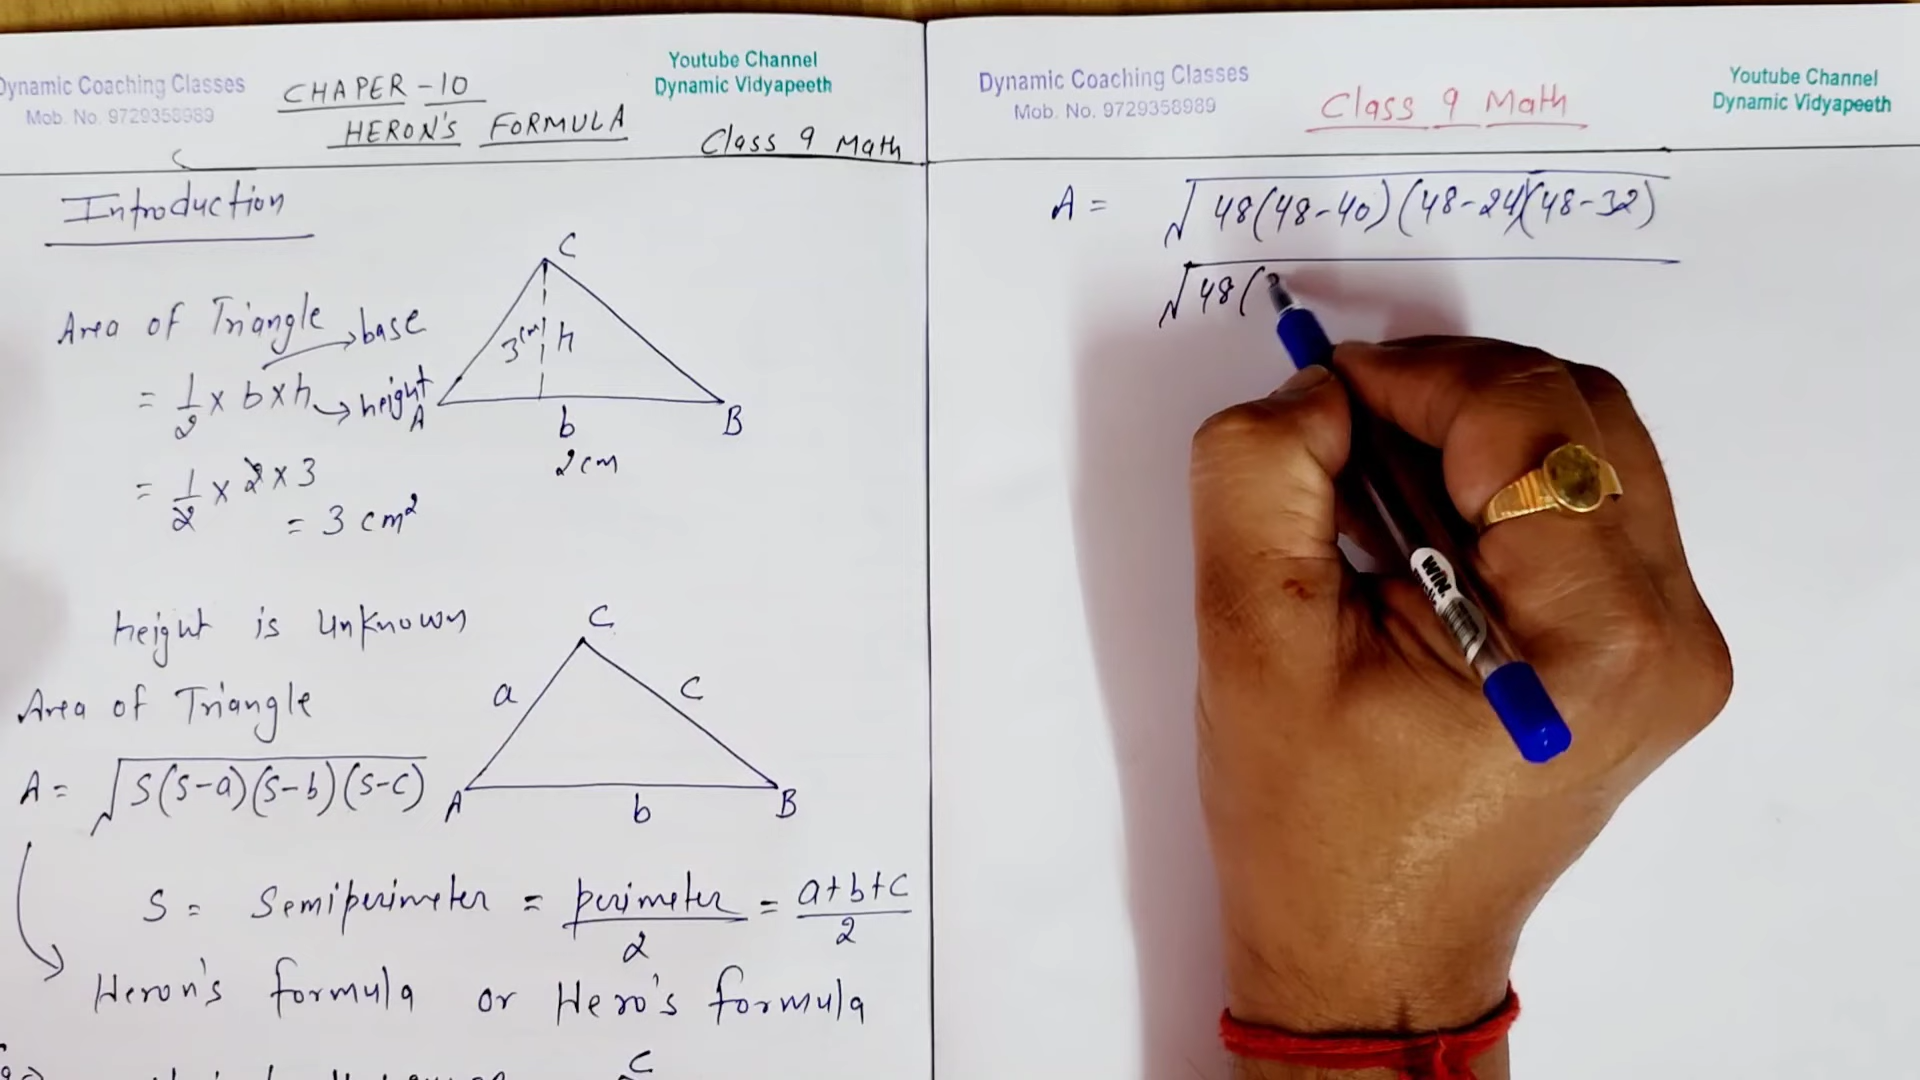 Dynamic Coaching Classes
Mob. No. 9729358989
CHAPER - 10
HERON'S FORMULA
Youtube Channel
Dynamic Vidyapeeth
Class 9 Math
Introduction
C
Area of Triangle → base
3cm h
= 1/2 × b × h → height
A
b
B
2 cm
= 1/2 × 2 × 3
= 3 cm²
height is unknown
C
Area of Triangle
a
C
A = √S(S-a)(S-b)(S-c)
A
b
B
S = Semiperimeter = perimeter/2 = a+b+c/2
Heron's formula or Hero's formula
C
Dynamic Coaching Classes
Mob. No. 9729358989
Class 9 Math
Youtube Channel
Dynamic Vidyapeeth
A = √48(48-40)(48-24)(48-32)
√48(
WIN